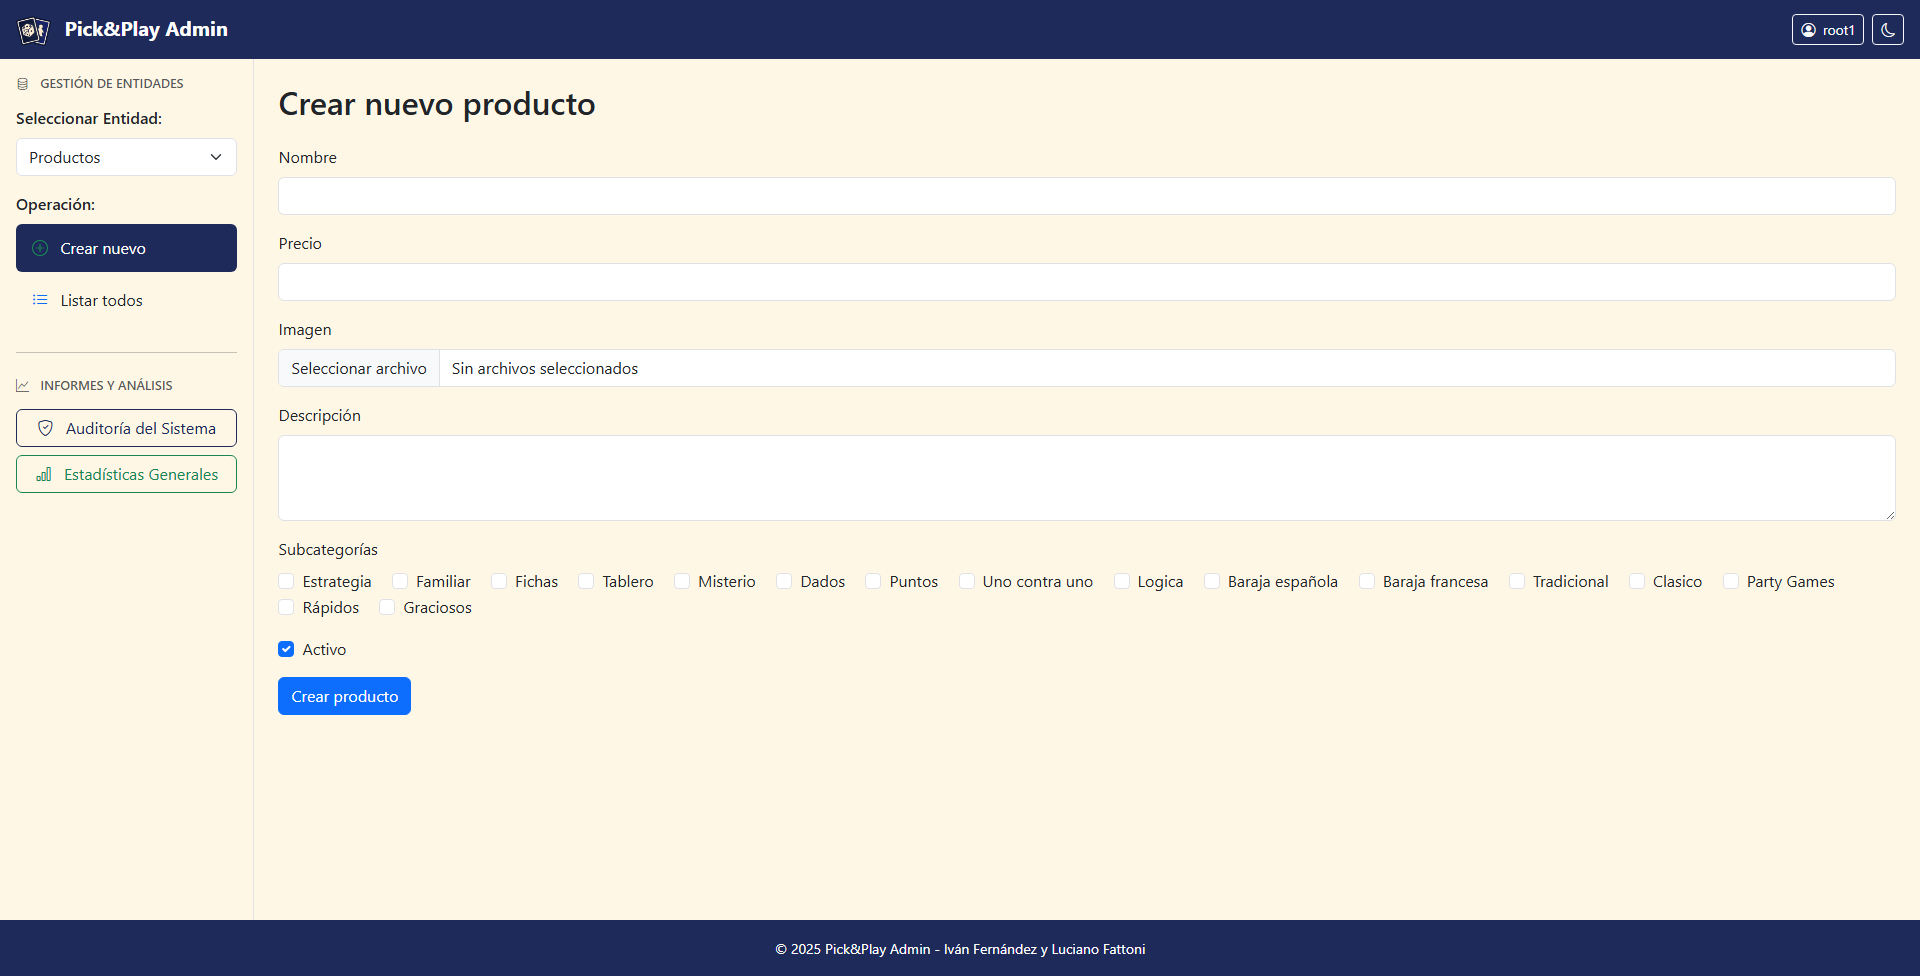 Pick&Play Admin
root1
GESTIÓN DE ENTIDADES
Seleccionar Entidad:
Productos
Operación:
Crear nuevo
Listar todos
INFORMES Y ANÁLISIS
Auditoría del Sistema
Estadísticas Generales
Crear nuevo producto
Nombre
Precio
Imagen
Seleccionar archivo Sin archivos seleccionados
Descripción
Subcategorías
Estrategia Familiar Fichas Tablero Misterio Dados Puntos Uno contra uno Logica Baraja española Baraja francesa Tradicional Clasico Party Games
Rápidos Graciosos
Activo
Crear producto
© 2025 Pick&Play Admin - Iván Fernández y Luciano Fattoni